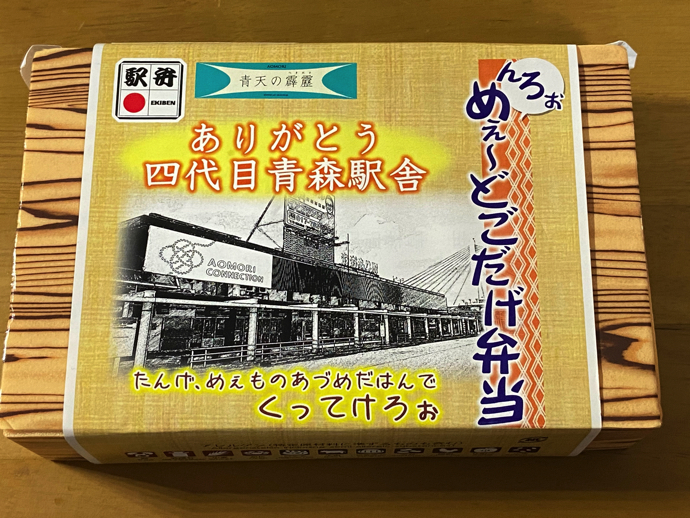 駅弁
EKIBEN
AOMORI
青天の霹靂
ありがとう
四代目青森駅舎
んろぉ
めぇ～どごだげ弁当
AOMORI
CONNECTION
たんげ、めぇものあづめだはんで
くってけろぉ